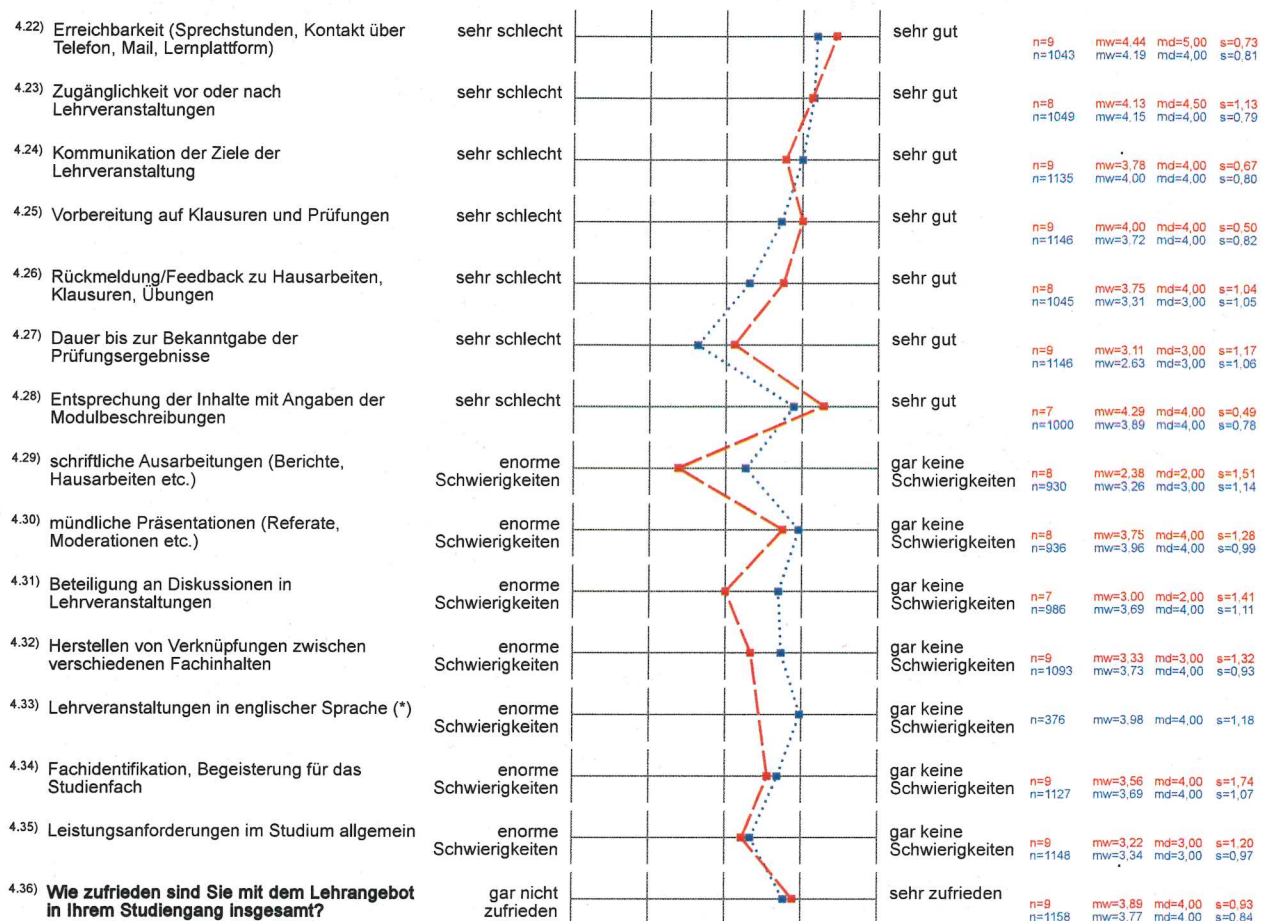 4.22) Erreichbarkeit (Sprechstunden, Kontakt über
Telefon, Mail, Lernplattform)
sehr schlecht
sehr gut
n=9 mw=4,44 md=5,00 s=0,73
n=1043 mw=4,19 md=4,00 s=0,81
4.23) Zugänglichkeit vor oder nach
Lehrveranstaltungen
sehr schlecht
sehr gut
n=8 mw=4,13 md=4,50 s=1,13
n=1049 mw=4,15 md=4,00 s=0,79
4.24) Kommunikation der Ziele der
Lehrveranstaltung
sehr schlecht
sehr gut
n=9 mw=3,78 md=4,00 s=0,67
n=1135 mw=4,00 md=4,00 s=0,80
4.25) Vorbereitung auf Klausuren und Prüfungen
sehr schlecht
sehr gut
n=9 mw=4,00 md=4,00 s=0,50
n=1146 mw=3,72 md=4,00 s=0,82
4.26) Rückmeldung/Feedback zu Hausarbeiten,
Klausuren, Übungen
sehr schlecht
sehr gut
n=8 mw=3,75 md=4,00 s=1,04
n=1045 mw=3,31 md=3,00 s=1,05
4.27) Dauer bis zur Bekanntgabe der
Prüfungsergebnisse
sehr schlecht
sehr gut
n=9 mw=3,11 md=3,00 s=1,17
n=1146 mw=2,63 md=3,00 s=1,06
4.28) Entsprechung der Inhalte mit Angaben der
Modulbeschreibungen
sehr schlecht
sehr gut
n=7 mw=4,29 md=4,00 s=0,49
n=1000 mw=3,89 md=4,00 s=0,78
4.29) schriftliche Ausarbeitungen (Berichte,
Hausarbeiten etc.)
enorme
Schwierigkeiten
gar keine
Schwierigkeiten
n=8 mw=2,38 md=2,00 s=1,51
n=930 mw=3,26 md=3,00 s=1,14
4.30) mündliche Präsentationen (Referate,
Moderationen etc.)
enorme
Schwierigkeiten
gar keine
Schwierigkeiten
n=8 mw=3,75 md=4,00 s=1,28
n=936 mw=3,96 md=4,00 s=0,99
4.31) Beteiligung an Diskussionen in
Lehrveranstaltungen
enorme
Schwierigkeiten
gar keine
Schwierigkeiten
n=7 mw=3,00 md=2,00 s=1,41
n=986 mw=3,69 md=4,00 s=1,11
4.32) Herstellen von Verknüpfungen zwischen
verschiedenen Fachinhalten
enorme
Schwierigkeiten
gar keine
Schwierigkeiten
n=9 mw=3,33 md=3,00 s=1,32
n=1093 mw=3,73 md=4,00 s=0,93
4.33) Lehrveranstaltungen in englischer Sprache (*)
enorme
Schwierigkeiten
gar keine
Schwierigkeiten
n=376 mw=3,98 md=4,00 s=1,18
4.34) Fachidentifikation, Begeisterung für das
Studienfach
enorme
Schwierigkeiten
gar keine
Schwierigkeiten
n=9 mw=3,56 md=4,00 s=1,74
n=1127 mw=3,69 md=4,00 s=1,07
4.35) Leistungsanforderungen im Studium allgemein
enorme
Schwierigkeiten
gar keine
Schwierigkeiten
n=9 mw=3,22 md=3,00 s=1,20
n=1148 mw=3,34 md=3,00 s=0,97
4.36) Wie zufrieden sind Sie mit dem Lehrangebot
in Ihrem Studiengang insgesamt?
gar nicht
zufrieden
sehr zufrieden
n=9 mw=3,89 md=4,00 s=0,93
n=1158 mw=3,77 md=4,00 s=0,84